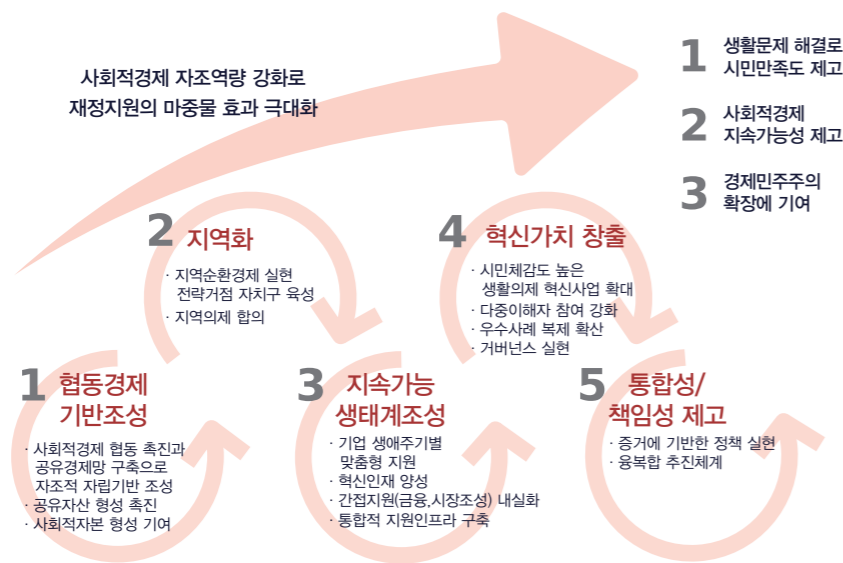 사회적경제 자조역량 강화로
재정지원의 마중물 효과 극대화
1 생활문제 해결로
시민만족도 제고
2 사회적경제
지속가능성 제고
3 경제민주주의
확장에 기여
1 협동경제
기반조성
· 사회적경제 협동 촉진과
공유경제망 구축으로
자조적 자립기반 조성
· 공유자산 형성 촉진
· 사회적자본 형성 기여
2 지역화
· 지역순환경제 실현
전략거점 자치구 육성
· 지역의제 합의
3 지속가능
생태계조성
· 기업 생애주기별
맞춤형 지원
· 혁신인재 양성
· 간접지원(금융,시장조성) 내실화
· 통합적 지원인프라 구축
4 혁신가치 창출
· 시민체감도 높은
생활의제 혁신사업 확대
· 다중이해자 참여 강화
· 우수사례 복제 확산
· 거버넌스 실현
5 통합성/
책임성 제고
· 증거에 기반한 정책 실현
· 융복합 추진체계